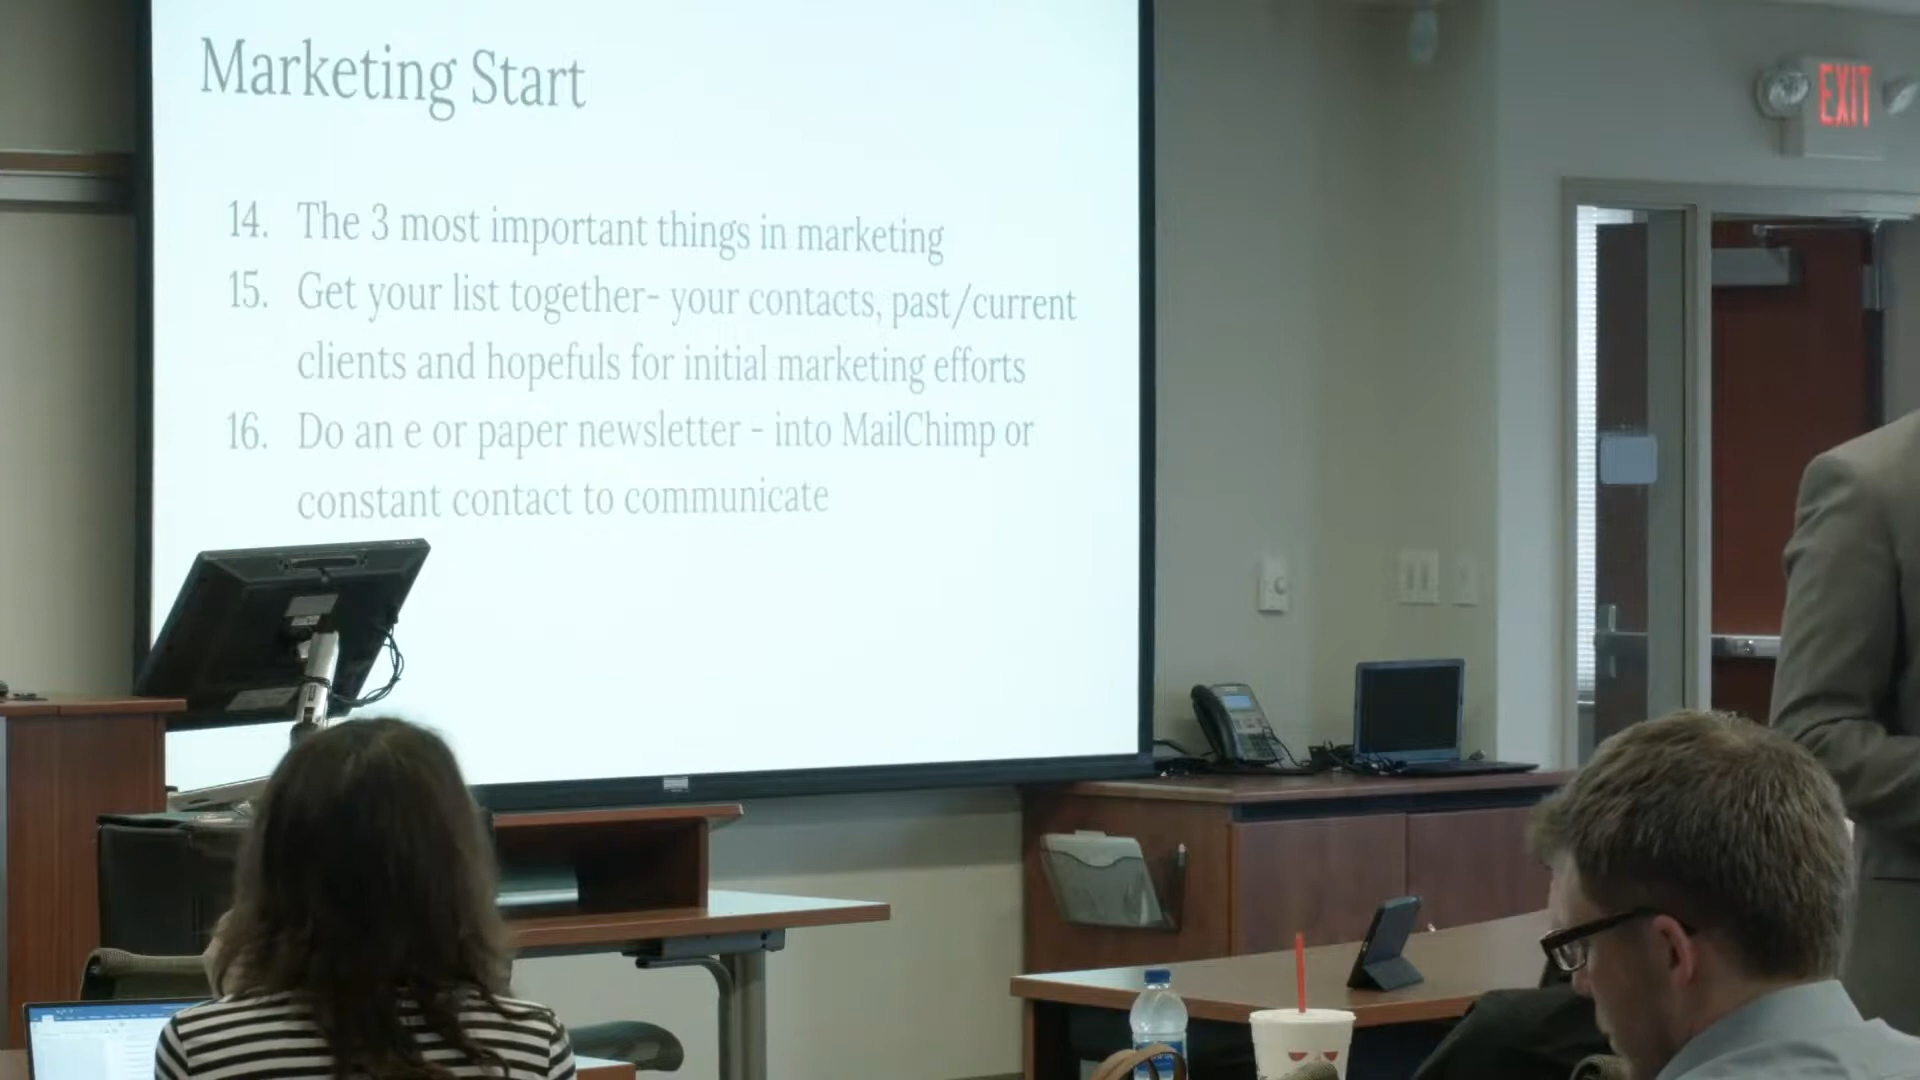 Marketing Start
14. The 3 most important things in marketing
15. Get your list together- your contacts, past/current
clients and hopefuls for initial marketing efforts
16. Do an e or paper newsletter - into MailChimp or
constant contact to communicate
EXIT